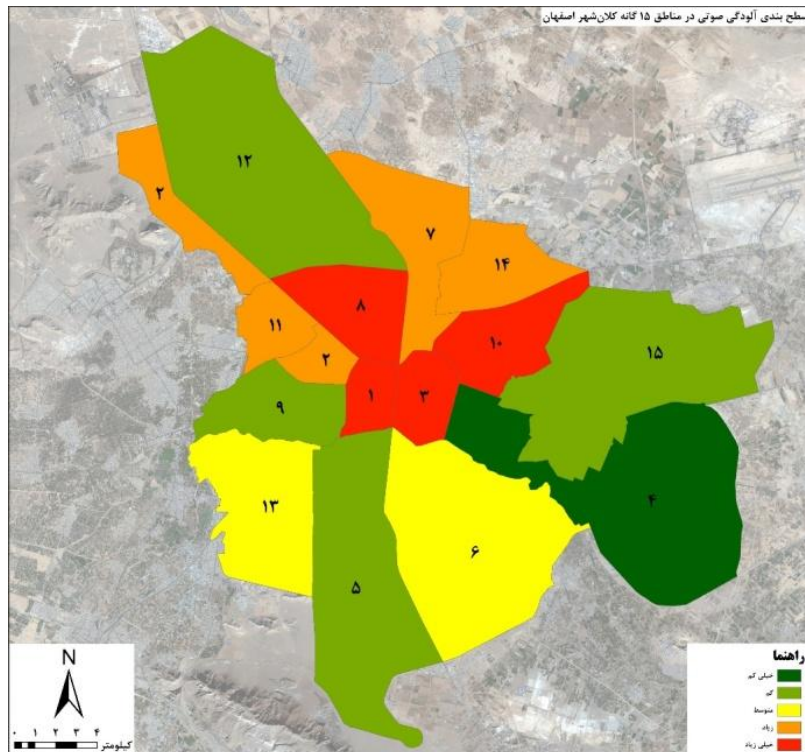 سطح بندی آلودگی صوتی در مناطق ۱۵ گانه کلان‌شهر اصفهان
۱۲
۲
۷
۱۴
۸
۱۱
۱۰
۱۵
۲
۱
۳
۹
۴
۱۳
۶
۵
N
۰ ۱ ۲ ۳ ۴
کیلومتر
راهنما
خیلی کم
کم
متوسط
زیاد
خیلی زیاد